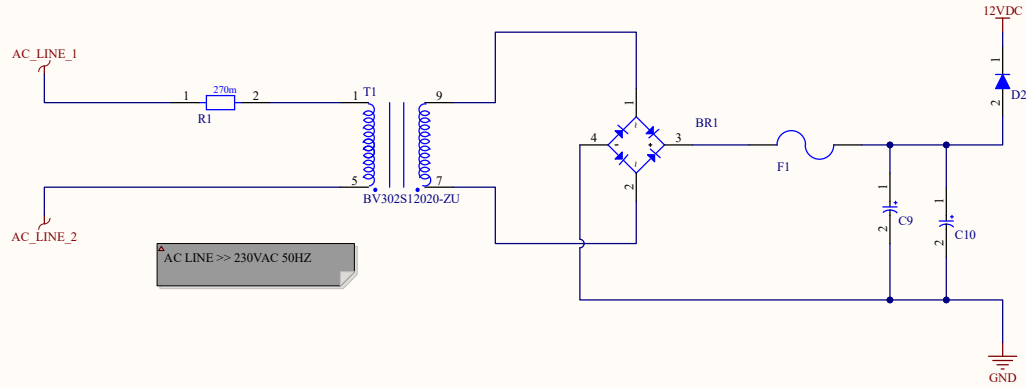 12VDC
AC_LINE_1
1
270m
2
R1
T1
1
9
5
7
BV302S12020-ZU
AC_LINE_2
AC LINE >> 230VAC 50HZ
1
~
4
-
+
3
BR1
~
2
F1
1
D2
2
1
+
C9
2
1
+
C10
2
GND